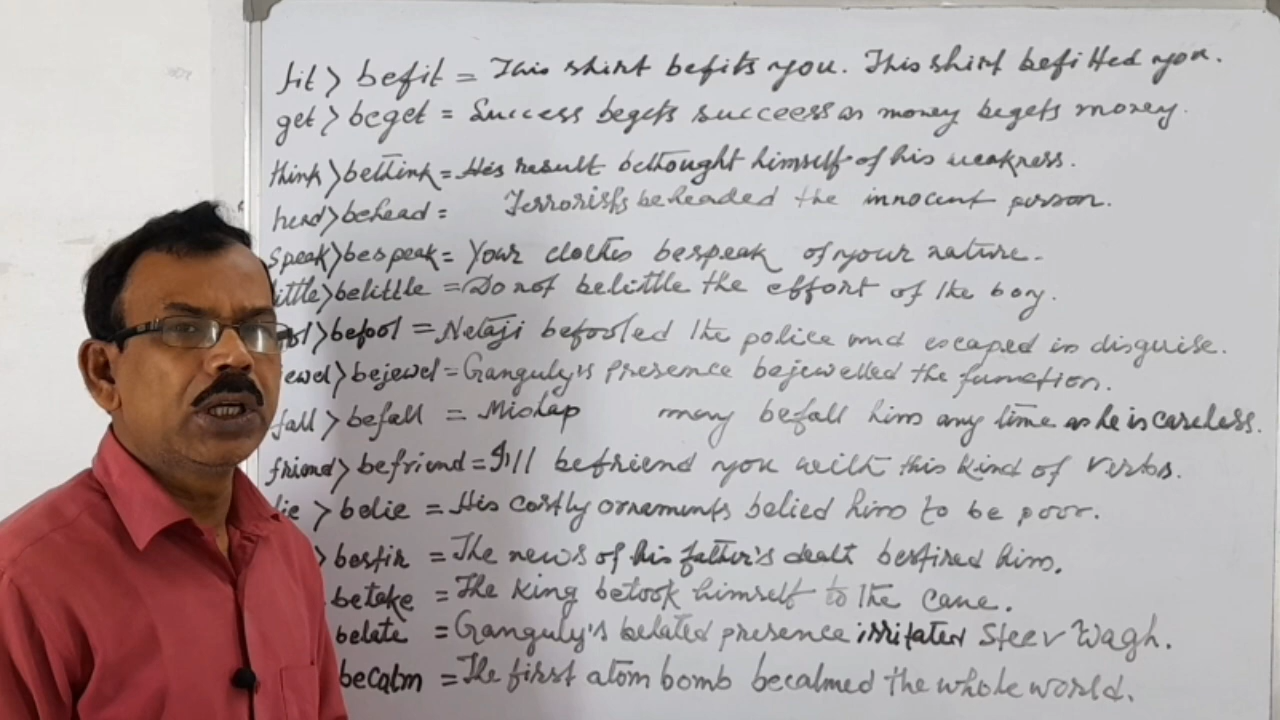 fit > befit = This shirt befits you. This shirt befitted you.
get > beget = Success begets succeess as money begets money.
think > bethink = His result bethought himself of his weakness.
head > behead = Terrorists beheaded the innocent person.
speak > bespeak = Your clothes bespeak of your nature.
ittle > belittle = Do not belittle the effort of the boy.
> befool = Netaji befooled the police and escaped in disguise.
jewel > bejewel = Ganguly's presence bejewelled the function.
fall > befall = Mishap may befall him any time as he is careless.
friend > befriend = I'll befriend you with this kind of verbs.
lie > belie = His costly ornaments belied him to be poor.
> bestir = The news of his father's death bestired him.
betake = The king betook himself to the cave.
belate = Ganguly's belated presence irritated Steev Wagh.
becalm = The first atom bomb becalmed the whole world.